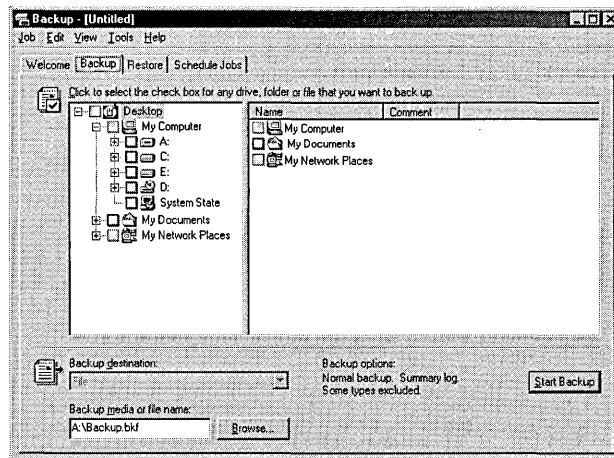 Backup - [Untitled]
Job Edit View Tools Help
Welcome Backup Restore Schedule Jobs
Click to select the check box for any drive, folder or file that you want to back up.
Desktop
My Computer
A:
C:
E:
D:
System State
My Documents
My Network Places
Name Comment
My Computer
My Documents
My Network Places
Backup destination:
File
Backup media or file name:
A:\Backup.bkf
Browse...
Backup options:
Normal backup. Summary log.
Some types excluded.
Start Backup